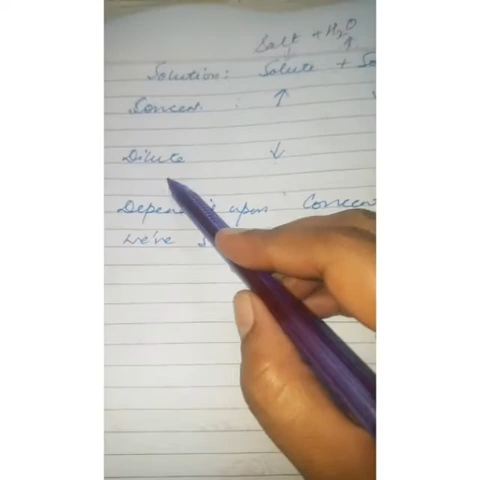 Salt + H₂O
↑
Solution: Solute + So
Concen : ↑
Dilute ↓
Depen upon Concen
we're